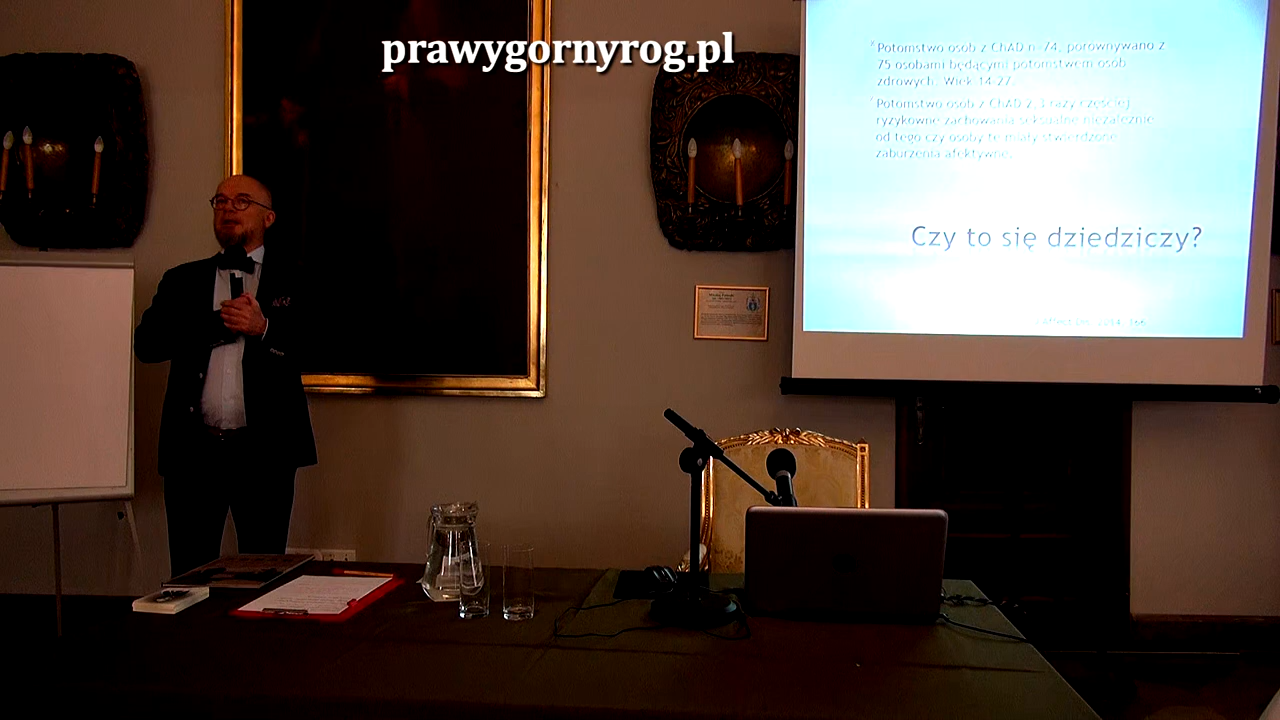 prawygornyrog.pl
Potomstwo osób z ChAD n=74, porównywano z
75 osobami będącymi potomstwem osób
zdrowych. Wiek 14-27.
Potomstwo osób z ChAD 2,3 razy częściej
ryzykowne zachowania seksualne niezależnie
od tego czy osoby te miały stwierdzone
zaburzenia afektywne.
Czy to się dziedziczy?